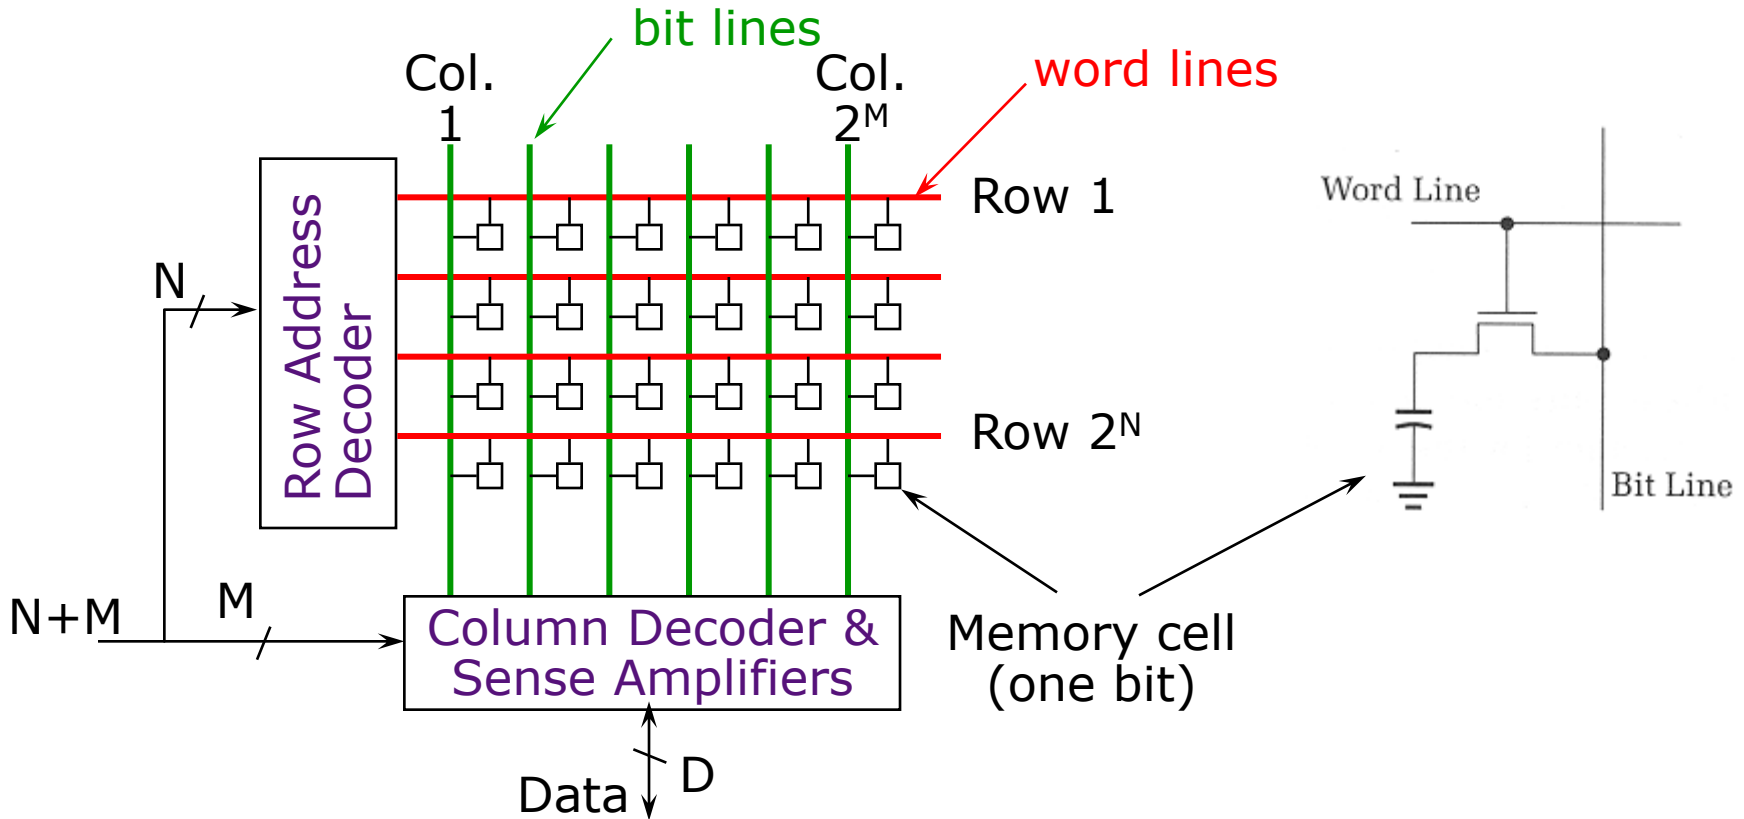 bit lines
Col.
1
Col.
2ᴹ
word lines
Row 1
Word Line
N
Row Address
Decoder
Row 2ᴺ
Bit Line
N+M
M
Column Decoder &
Sense Amplifiers
Memory cell
(one bit)
D
Data